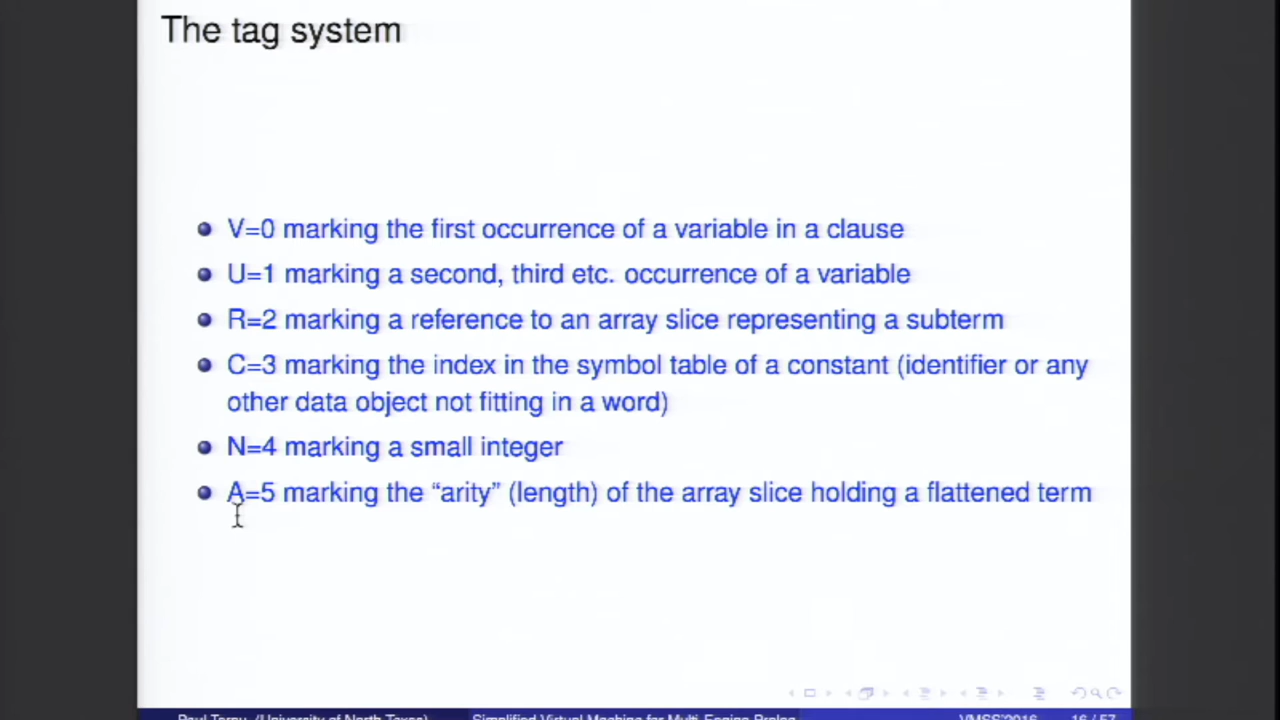 The tag system
V=0 marking the first occurrence of a variable in a clause
U=1 marking a second, third etc. occurrence of a variable
R=2 marking a reference to an array slice representing a subterm
C=3 marking the index in the symbol table of a constant (identifier or any
other data object not fitting in a word)
N=4 marking a small integer
A=5 marking the “arity” (length) of the array slice holding a flattened term
Paul Tarau (University of North Texas) Simplified Virtual Machine for Multi-Engine Prolog VMSS'2016 16 / 57